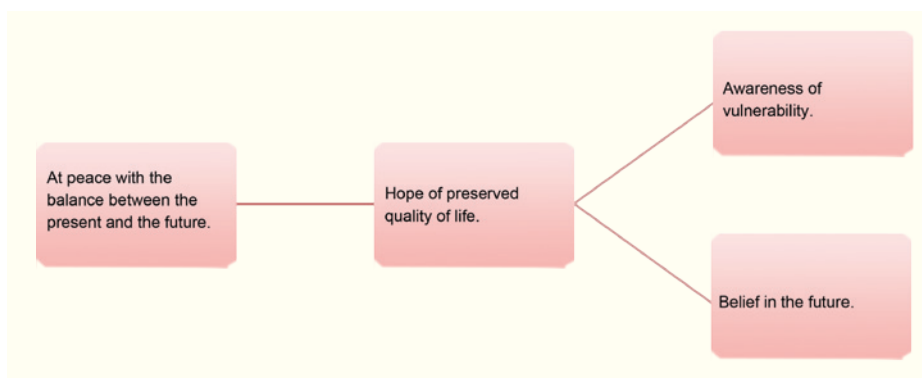 At peace with the
balance between the
present and the future.
Hope of preserved
quality of life.
Awareness of
vulnerability.
Belief in the future.